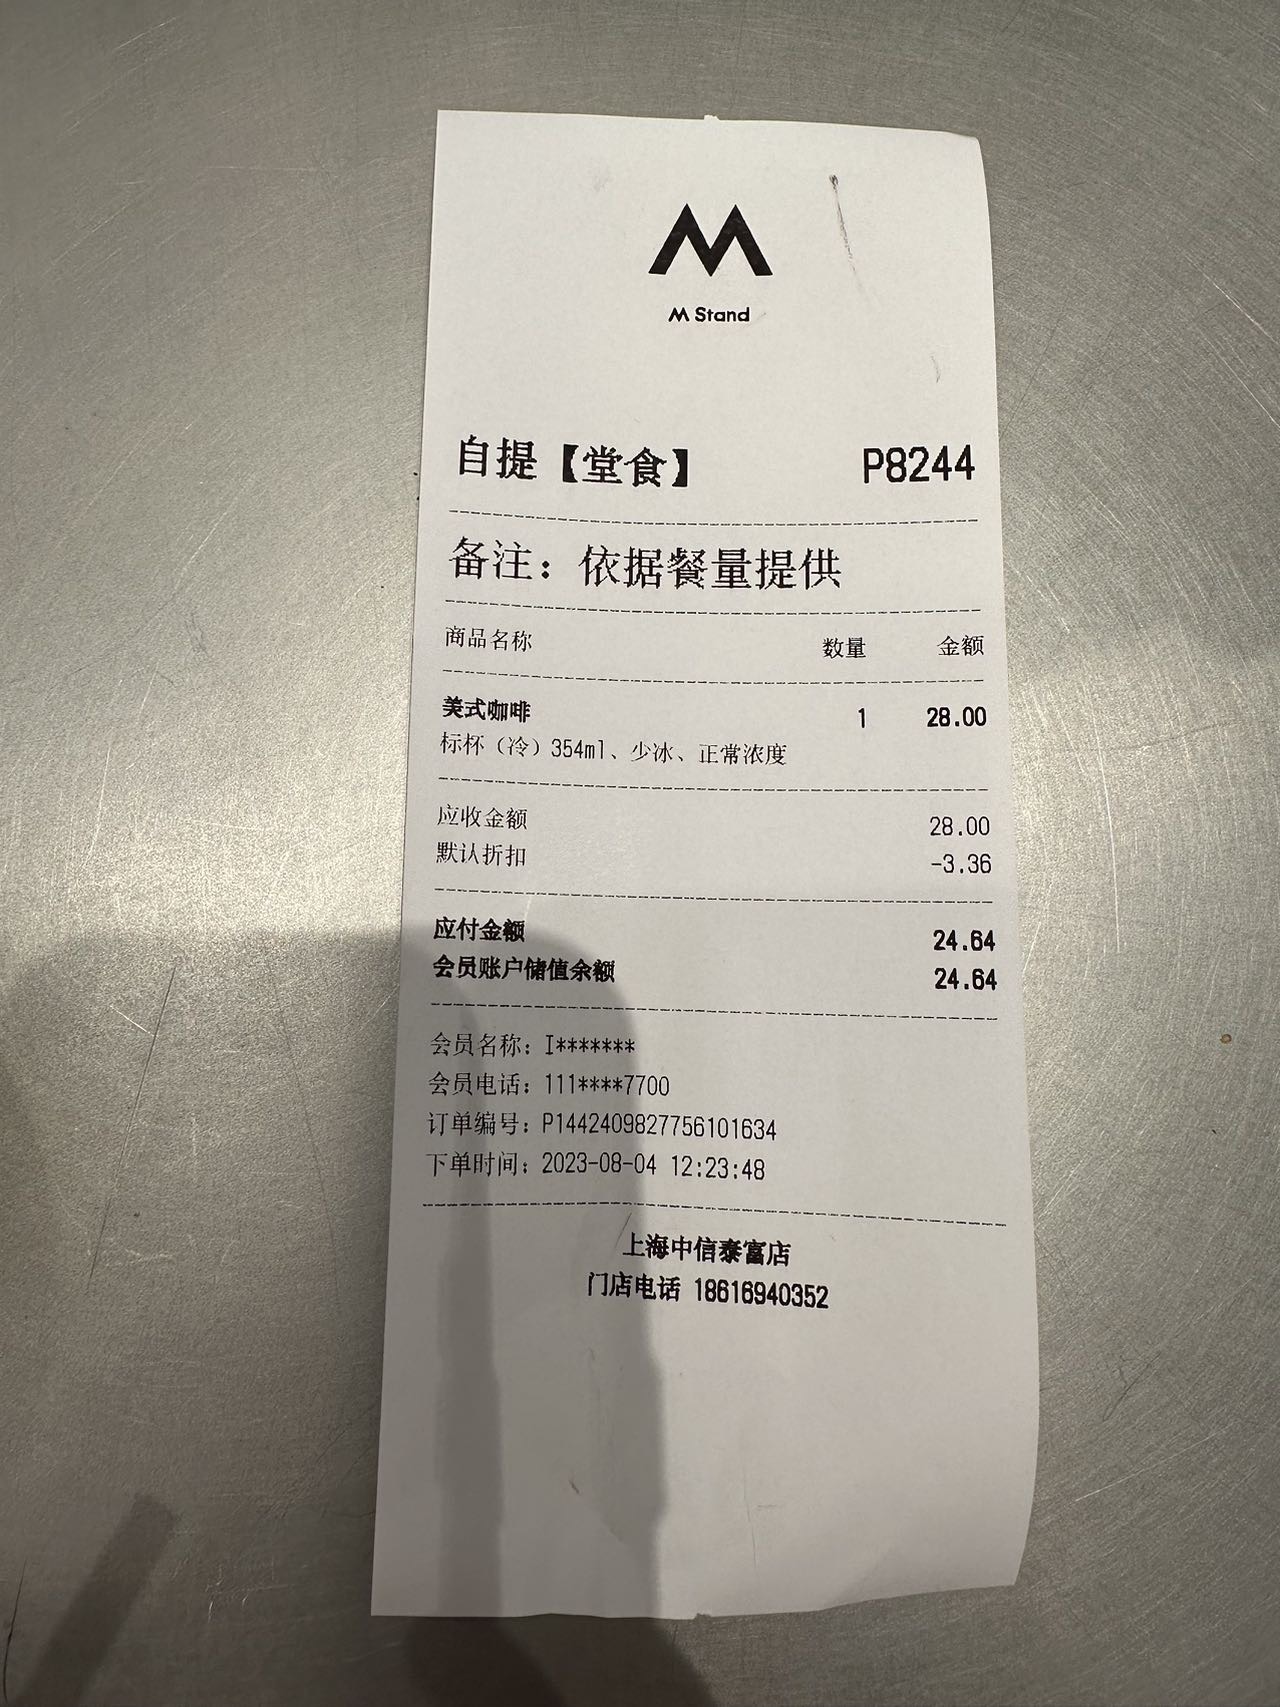 M Stand
自提【堂食】 P8244
备注：依据餐量提供
商品名称 数量 金额
美式咖啡 1 28.00
标杯（冷）354ml、少冰、正常浓度
应收金额 28.00
默认折扣 -3.36
应付金额 24.64
会员账户储值余额 24.64
会员名称：I*******
会员电话：111****7700
订单编号：P1442409827756101634
下单时间：2023-08-04 12:23:48
上海中信泰富店
门店电话 18616940352